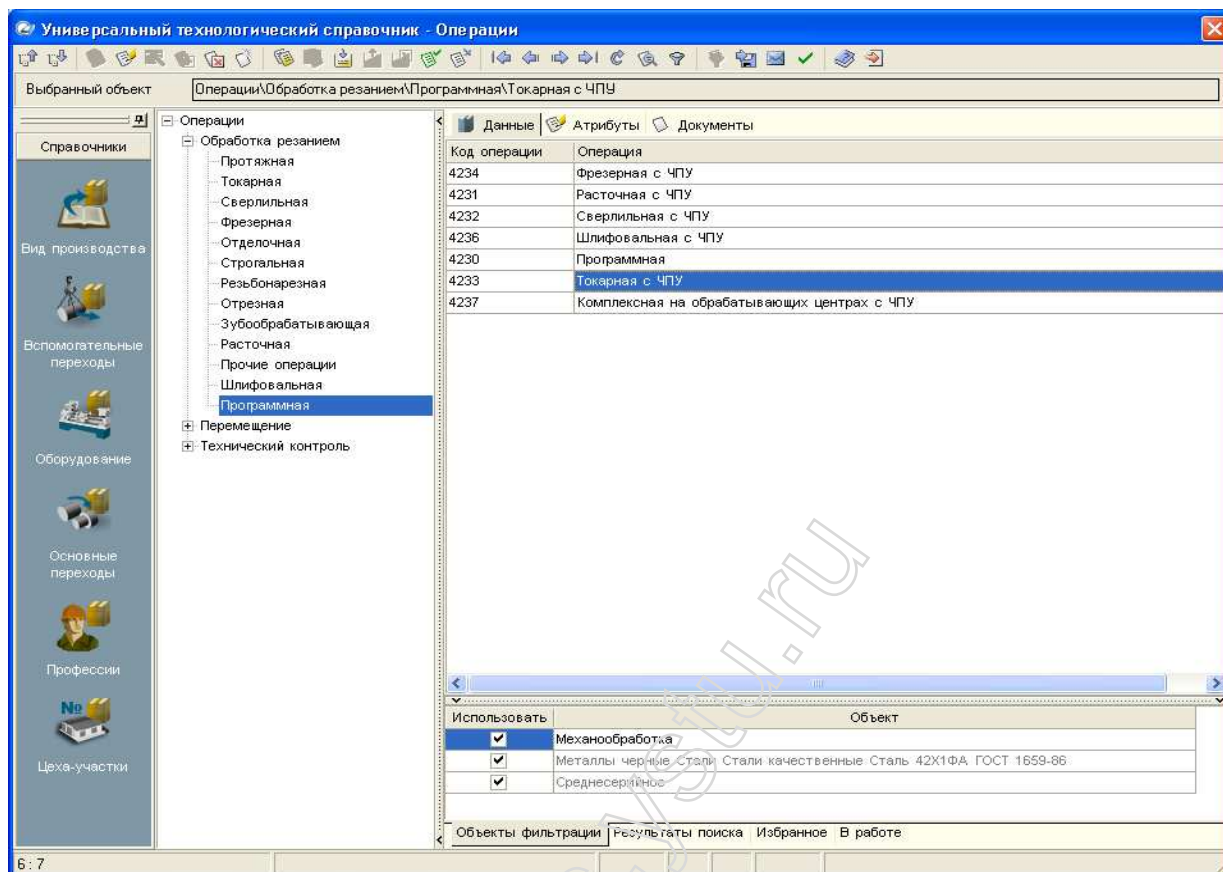 Универсальный технологический справочник - Операции
Выбранный объект
Операции\Обработка резанием\Программная\Токарная с ЧПУ
Справочники
Вид производства
Вспомогательные
переходы
Оборудование
Основные
переходы
Профессии
№
Цеха-участки
Операции
Обработка резанием
Протяжная
Токарная
Сверлильная
Фрезерная
Отделочная
Строгальная
Резьбонарезная
Отрезная
Зубообрабатывающая
Расточная
Прочие операции
Шлифовальная
Программная
Перемещение
Технический контроль
Данные Атрибуты Документы
Код операции Операция
4234 Фрезерная с ЧПУ
4231 Расточная с ЧПУ
4232 Сверлильная с ЧПУ
4236 Шлифовальная с ЧПУ
4230 Программная
4233 Токарная с ЧПУ
4237 Комплексная на обрабатывающих центрах с ЧПУ
Использовать Объект
Механообработка
Металлы черные Стали Стали качественные Сталь 42Х1ФА ГОСТ 1659-86
Среднесерийное
Объекты фильтрации Результаты поиска Избранное В работе
6 : 7